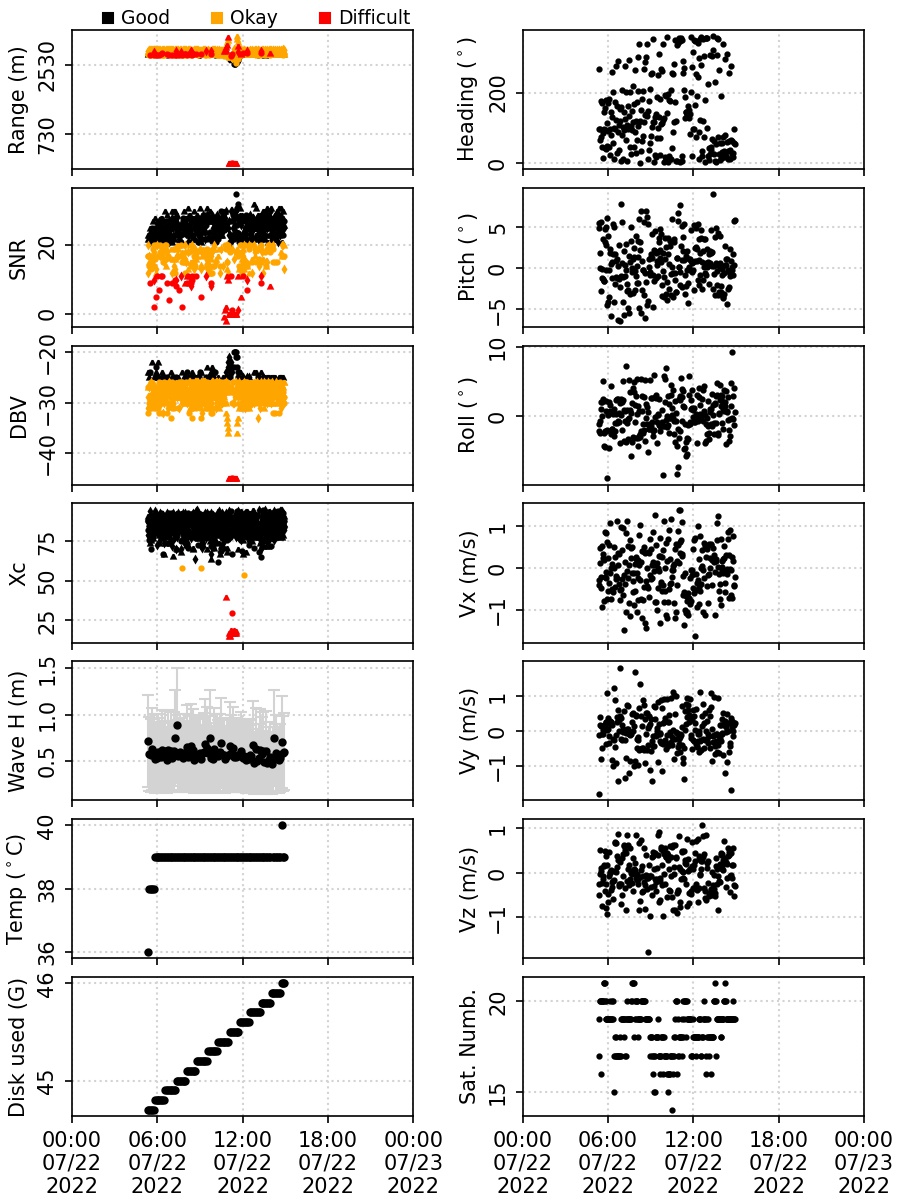 Good Okay Difficult
Range (m)
2530
730
Heading (°)
200
0
SNR
20
0
Pitch (°)
5
0
−5
DBV
−20
−30
−40
Roll (°)
10
0
Xc
75
50
25
Vx (m/s)
1
0
−1
Wave H (m)
1.5
1.0
0.5
Vy (m/s)
1
0
−1
Temp (°C)
40
38
36
Vz (m/s)
1
0
−1
Disk used (G)
46
45
Sat. Numb.
20
15
00:00 06:00 12:00 18:00 00:00 00:00 06:00 12:00 18:00 00:00
07/22 07/22 07/22 07/22 07/23 07/22 07/22 07/22 07/22 07/23
2022 2022 2022 2022 2022 2022 2022 2022 2022 2022